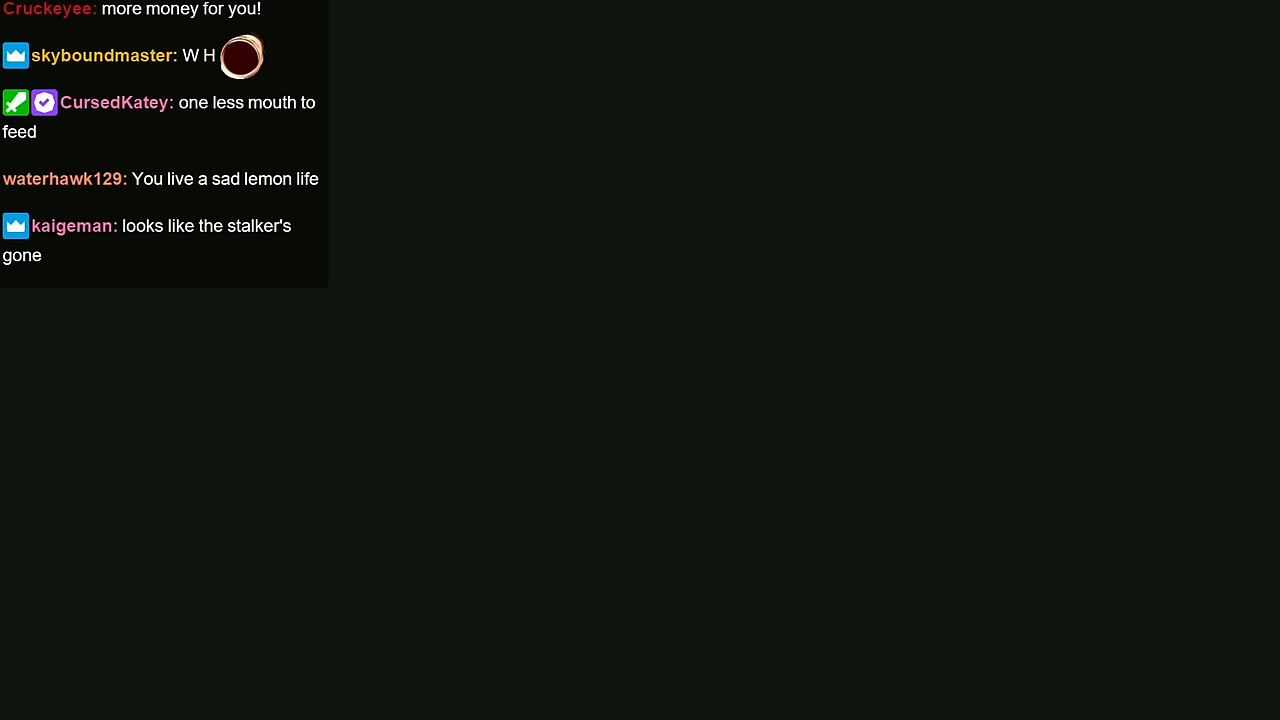 Cruckeyee: more money for you!
skyboundmaster: W H
CursedKatey: one less mouth to
feed
waterhawk129: You live a sad lemon life
kaigeman: looks like the stalker's
gone